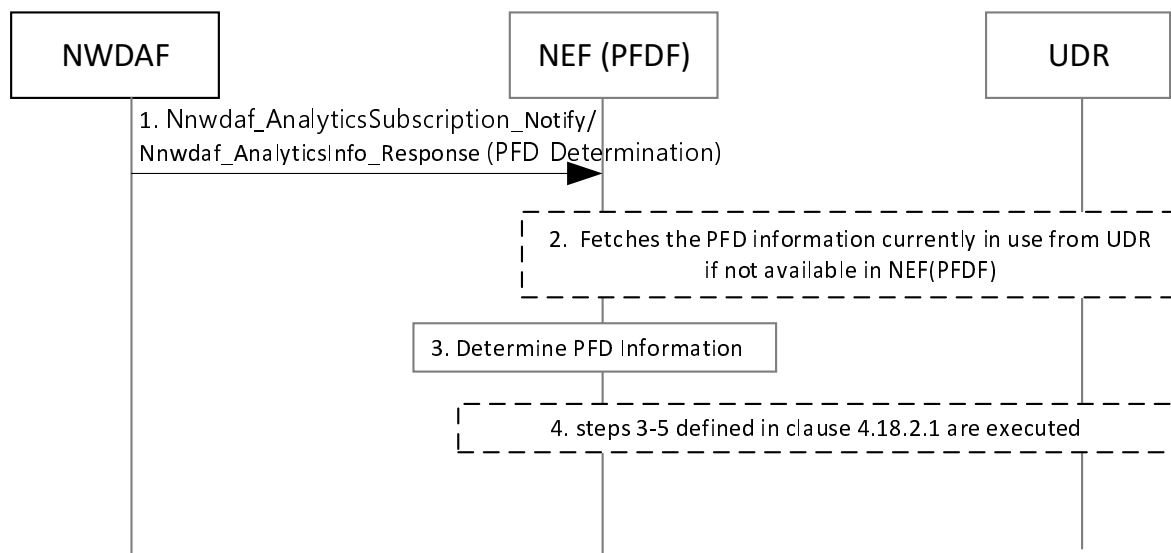 NWDAF
NEF (PFDF)
UDR
1. Nnwdaf_AnalyticsSubscription_Notify/
Nnwdaf_AnalyticsInfo_Response (PFD Determination)
2. Fetches the PFD information currently in use from UDR
if not available in NEF(PFDF)
3. Determine PFD Information
4. steps 3-5 defined in clause 4.18.2.1 are executed